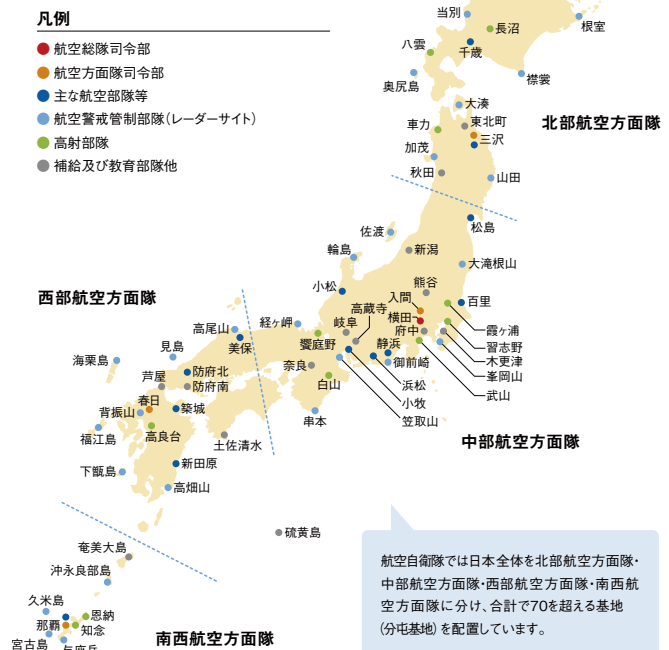 凡例
航空総隊司令部
航空方面隊司令部
主な航空部隊等
航空警戒管制部隊（レーダーサイト）
高射部隊
補給及び教育部隊他
当別
長沼
根室
八雲
千歳
奥尻島
襟裳
大湊
北部航空方面隊
車力
東北町
三沢
加茂
秋田
山田
松島
佐渡
新潟
輪島
大滝根山
西部航空方面隊
小松
熊谷
入間
百里
高蔵寺
高尾山
経ヶ岬
岐阜
横田
霞ヶ浦
府中
習志野
見島
美保
饗庭野
静浜
木更津
海栗島
奈良
御前崎
峯岡山
芦屋
防府北
防府南
白山
浜松
武山
春日
小牧
背振山
築城
串本
笠取山
福江島
高良台
土佐清水
中部航空方面隊
下甑島
新田原
高畑山
硫黄島
奄美大島
沖永良部島
久米島
恩納
那覇
知念
宮古島
南西航空方面隊
航空自衛隊では日本全体を北部航空方面隊・
中部航空方面隊・西部航空方面隊・南西航
空方面隊に分け、合計で70を超える基地
（分屯基地）を配置しています。